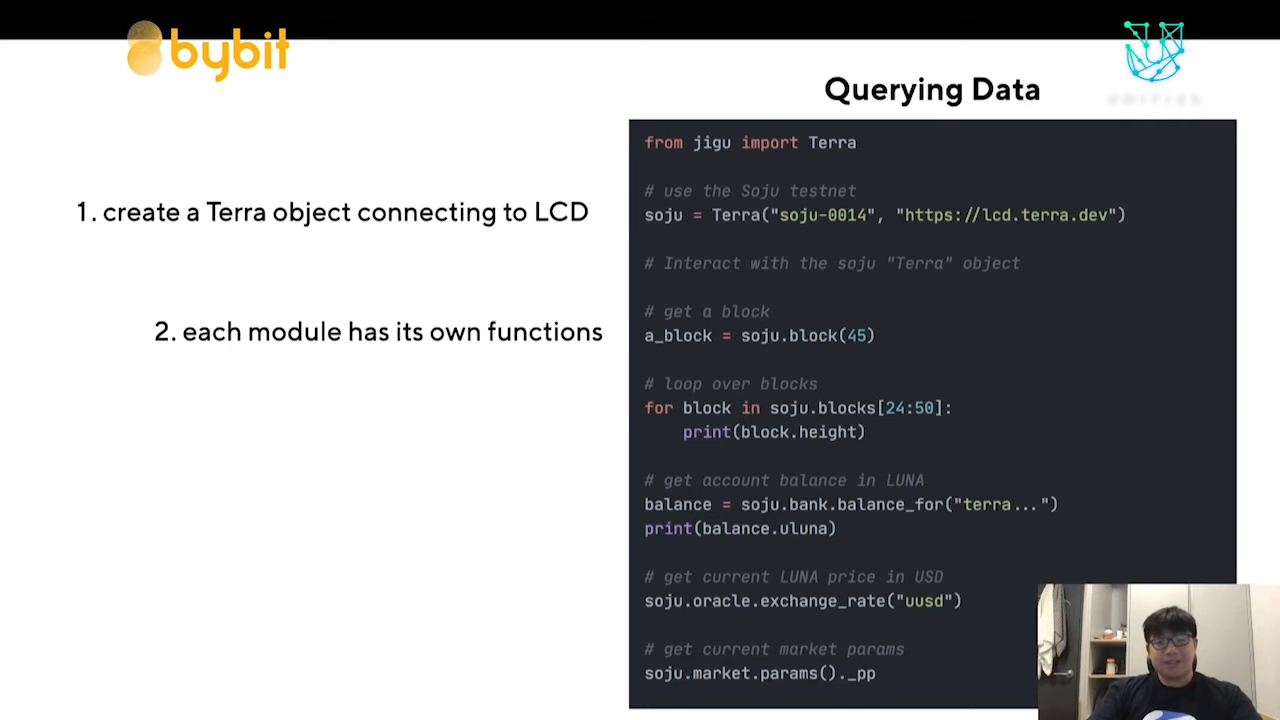 bybit
Querying Data
1. create a Terra object connecting to LCD
2. each module has its own functions
from jigu import Terra
# use the Soju testnet
soju = Terra("soju-0014", "https://lcd.terra.dev")
# Interact with the soju "Terra" object
# get a block
a_block = soju.block(45)
# loop over blocks
for block in soju.blocks[24:50]:
print(block.height)
# get account balance in LUNA
balance = soju.bank.balance_for("terra...")
print(balance.uluna)
# get current LUNA price in USD
soju.oracle.exchange_rate("uusd")
# get current market params
soju.market.params()._pp